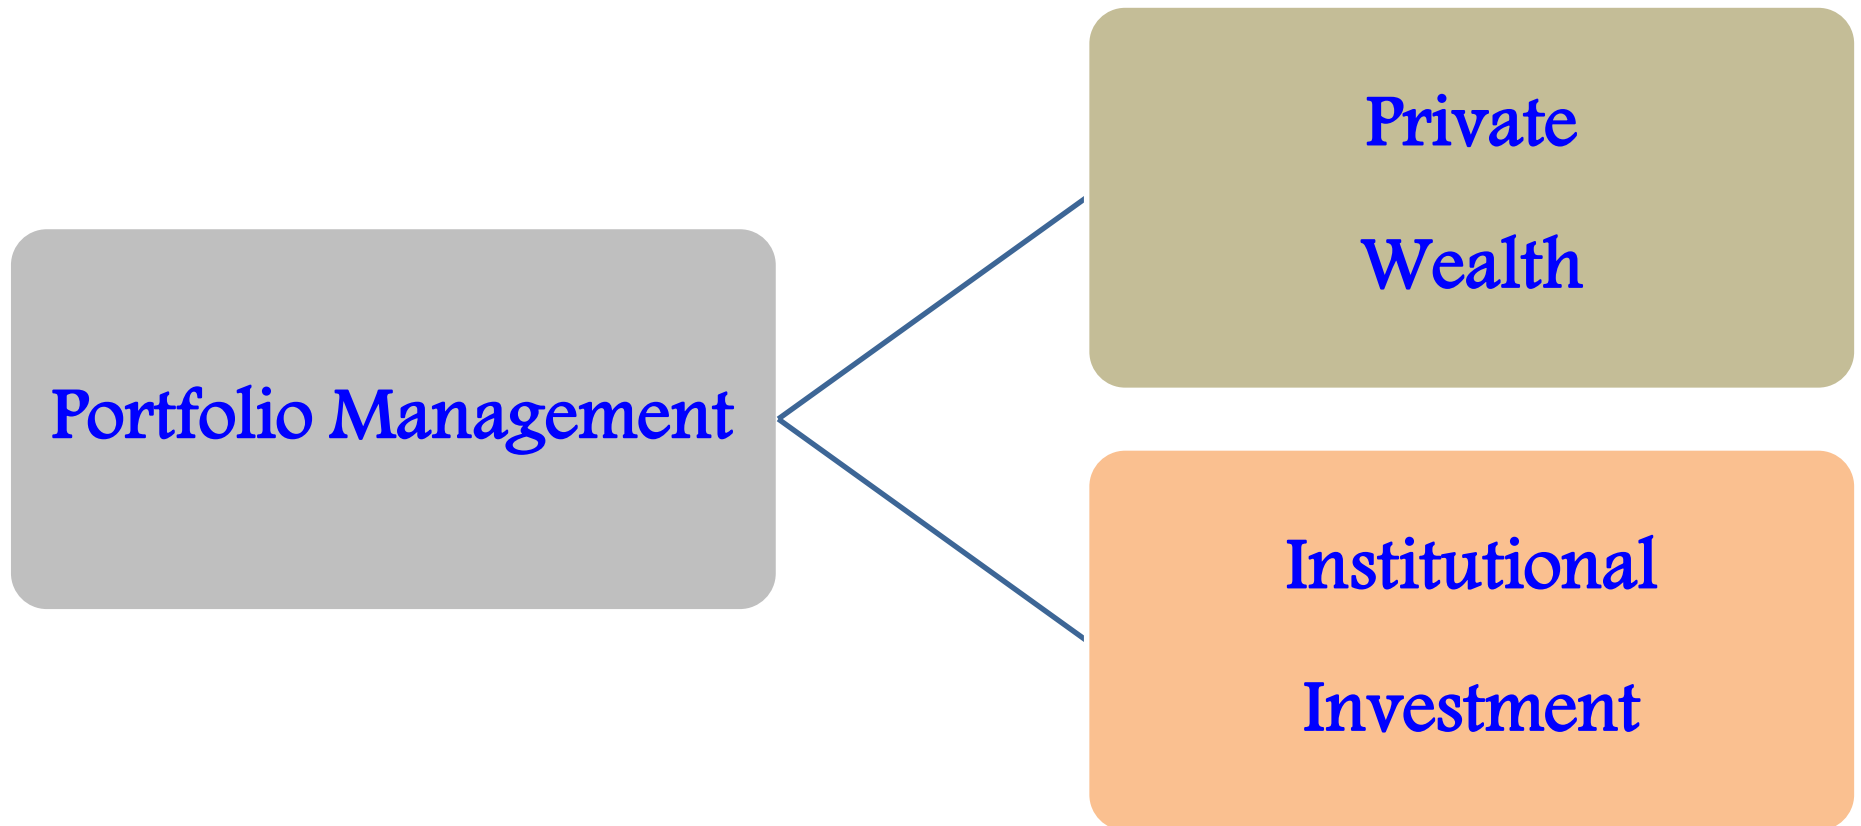 Portfolio Management
Private
Wealth
Institutional
Investment